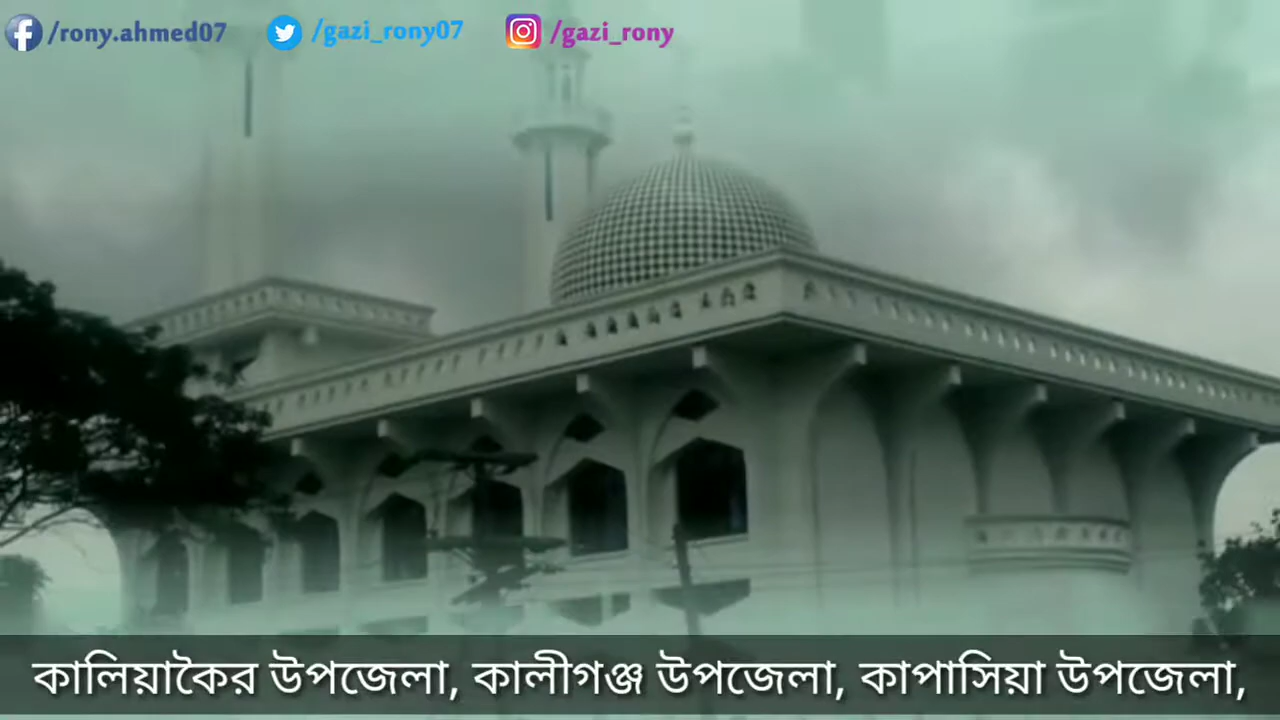 /rony.ahmed07 /gazi_rony07 /gazi_rony
কালিয়াকৈর উপজেলা, কালীগঞ্জ উপজেলা, কাপাসিয়া উপজেলা,